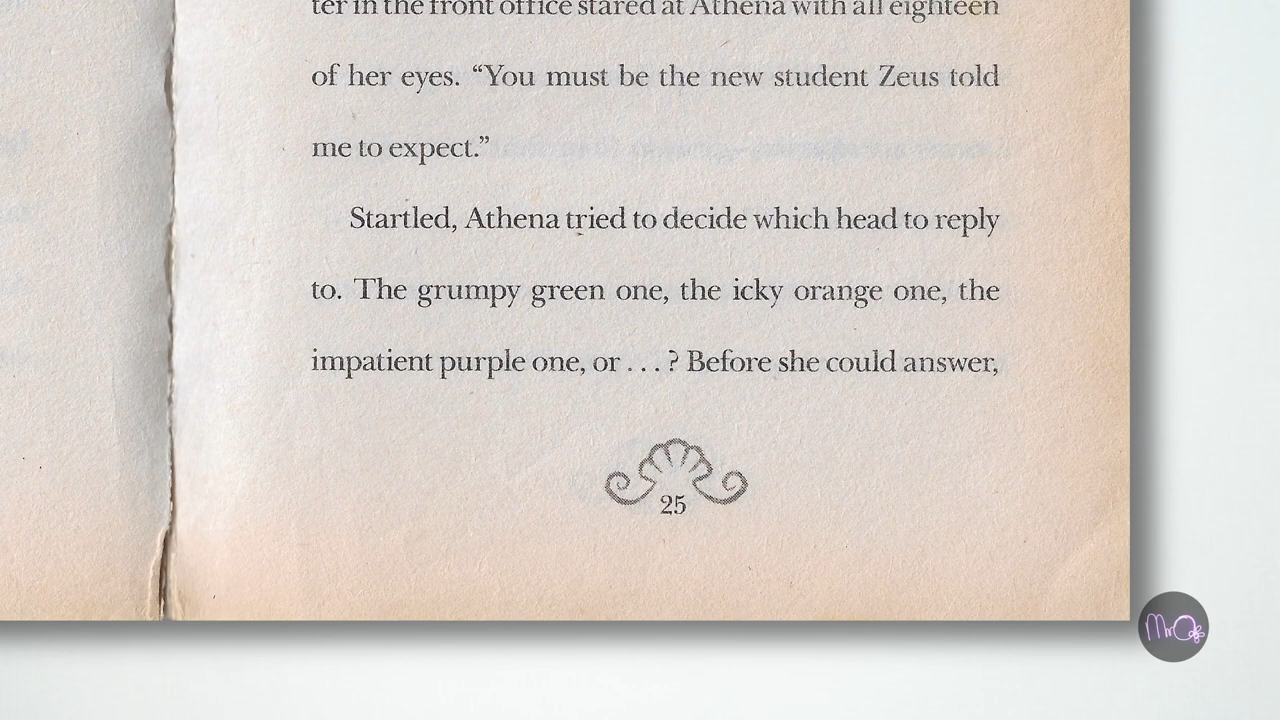 ter in the front office stared at Athena with all eighteen
of her eyes. “You must be the new student Zeus told
me to expect.”
Startled, Athena tried to decide which head to reply
to. The grumpy green one, the icky orange one, the
impatient purple one, or . . . ? Before she could answer,
25